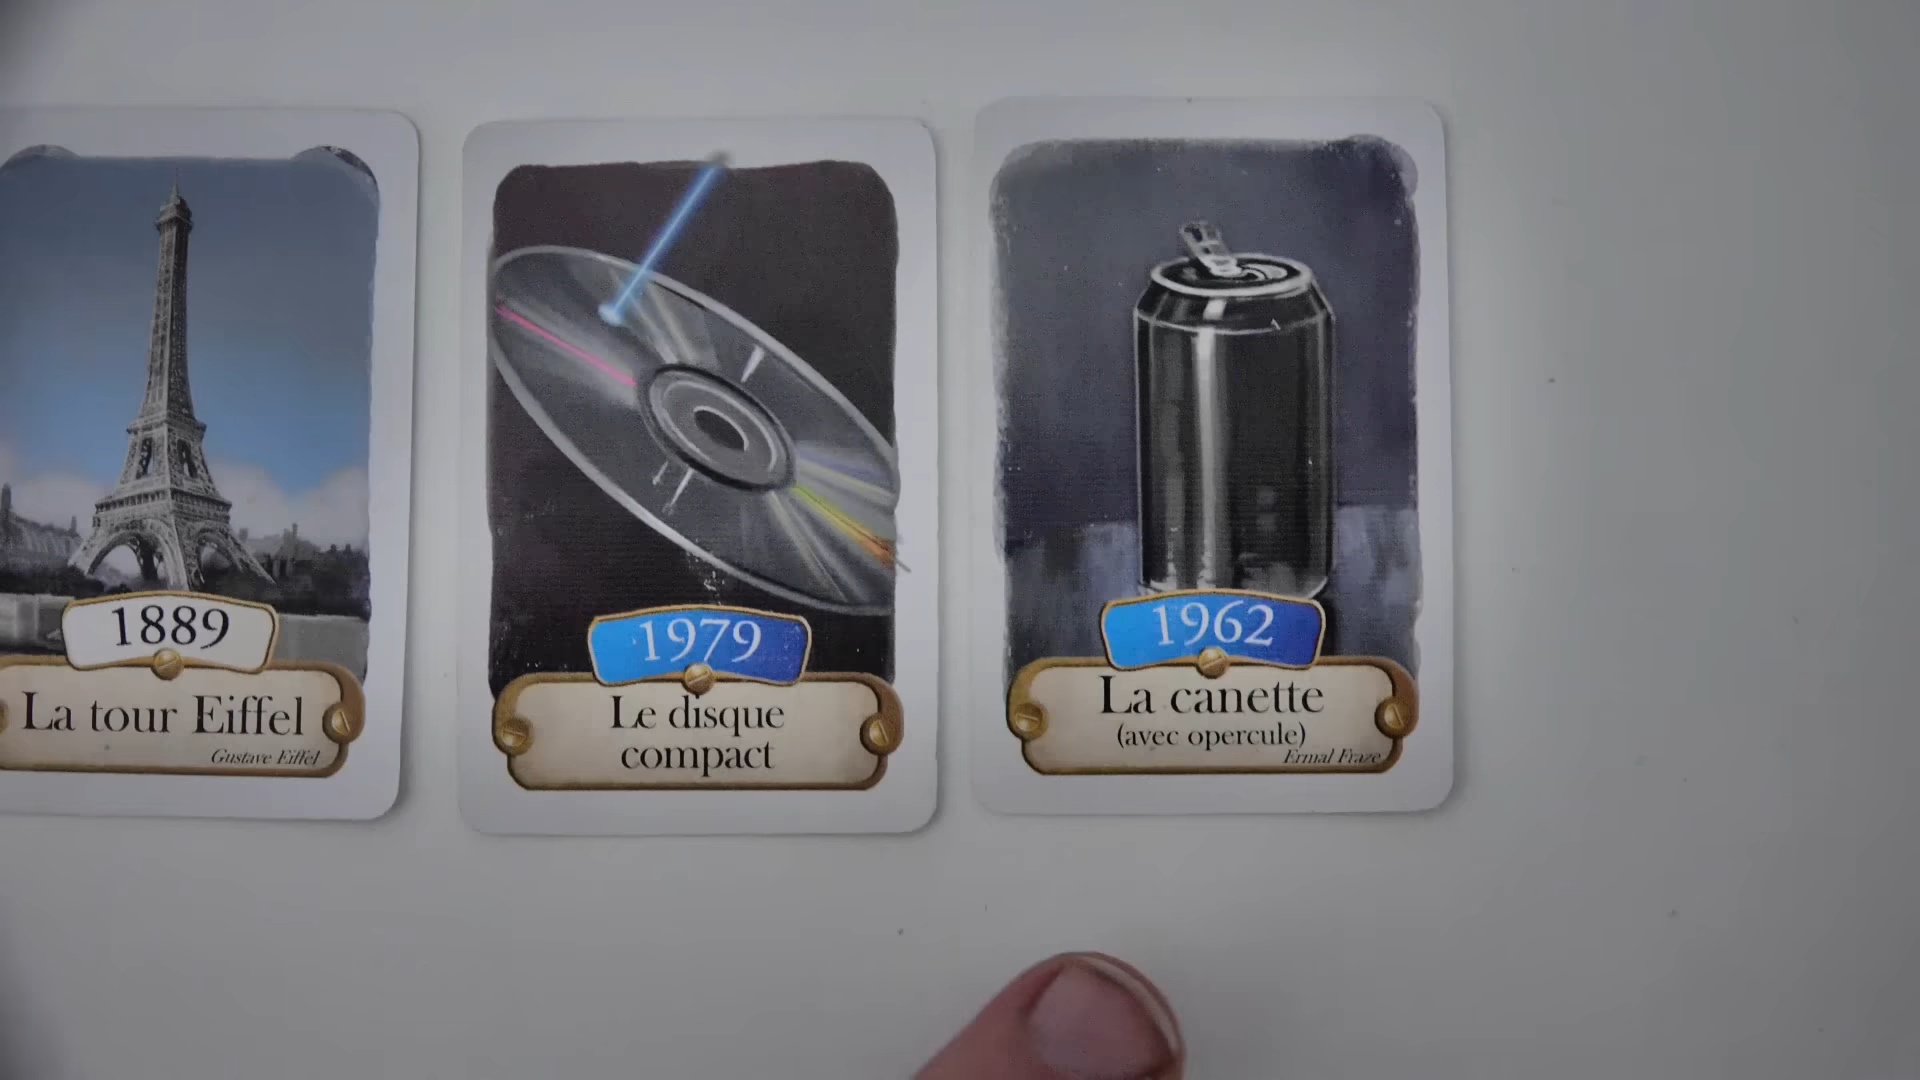 1889
La tour Eiffel
Gustave Eiffel
1979
Le disque
compact
1962
La canette
(avec opercule)
Ermal Fraze